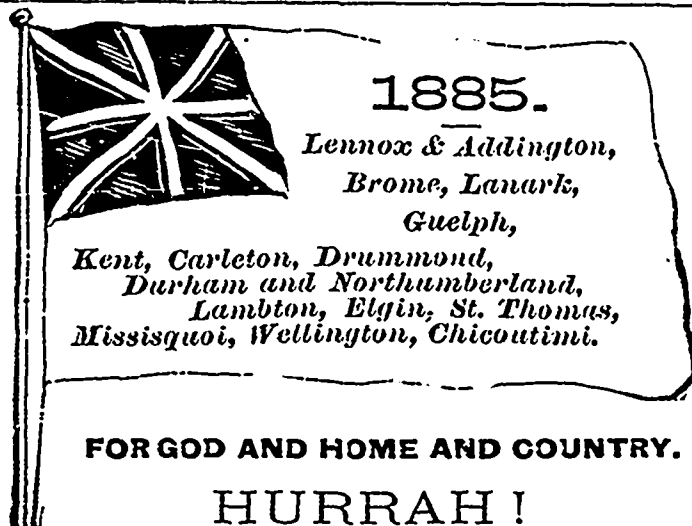 1885.
Lennox & Addington,
Brome, Lanark,
Guelph,
Kent, Carleton, Drummond,
Durham and Northumberland,
Lambton, Elgin, St. Thomas,
Missisquoi, Wellington, Chicoutimi.
FOR GOD AND HOME AND COUNTRY.
HURRAH!